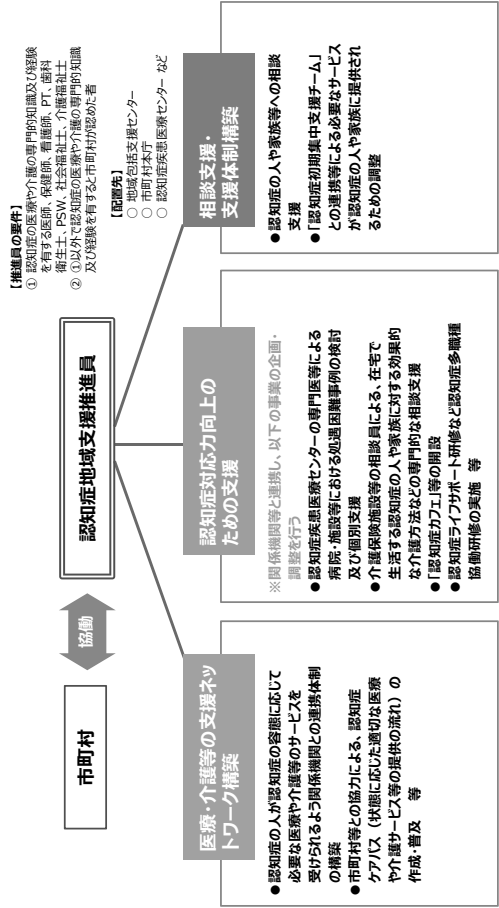 【推進員の要件】
① 認知症の医療や介護の専門的知識及び経験
を有する医師、保健師、看護師、PT、歯科
衛生士、PSW、社会福祉士、介護福祉士
② ①以外で認知症の医療や介護の専門的知識
及び経験を有すると市町村が認めた者
【配置先】
○ 地域包括支援センター
○ 市町村本庁
○ 認知症疾患医療センター など
市町村
協働
認知症地域支援推進員
医療・介護等の支援ネッ
トワーク構築
●認知症の人が認知症の容態に応じて
必要な医療や介護等のサービスを
受けられるよう関係機関との連携体制
の構築
●市町村等との協力による、認知症
ケアパス（状態に応じた適切な医療
や介護サービス等の提供の流れ）の
作成・普及 等
認知症対応力向上の
ための支援
※関係機関等と連携し、以下の事業の企画・
調整を行う
●認知症疾患医療センターの専門医等による
病院・施設等における処遇困難事例の検討
及び個別支援
●介護保険施設等の相談員による、在宅で
生活する認知症の人や家族に対する効果的
な介護方法などの専門的な相談支援
●「認知症カフェ」等の開設
●認知症ライフサポート研修など認知症多職種
協働研修の実施 等
相談支援・
支援体制構築
●認知症の人や家族等への相談
支援
●「認知症初期集中支援チーム」
との連携等による必要なサービス
が認知症の人や家族に提供され
るための調整